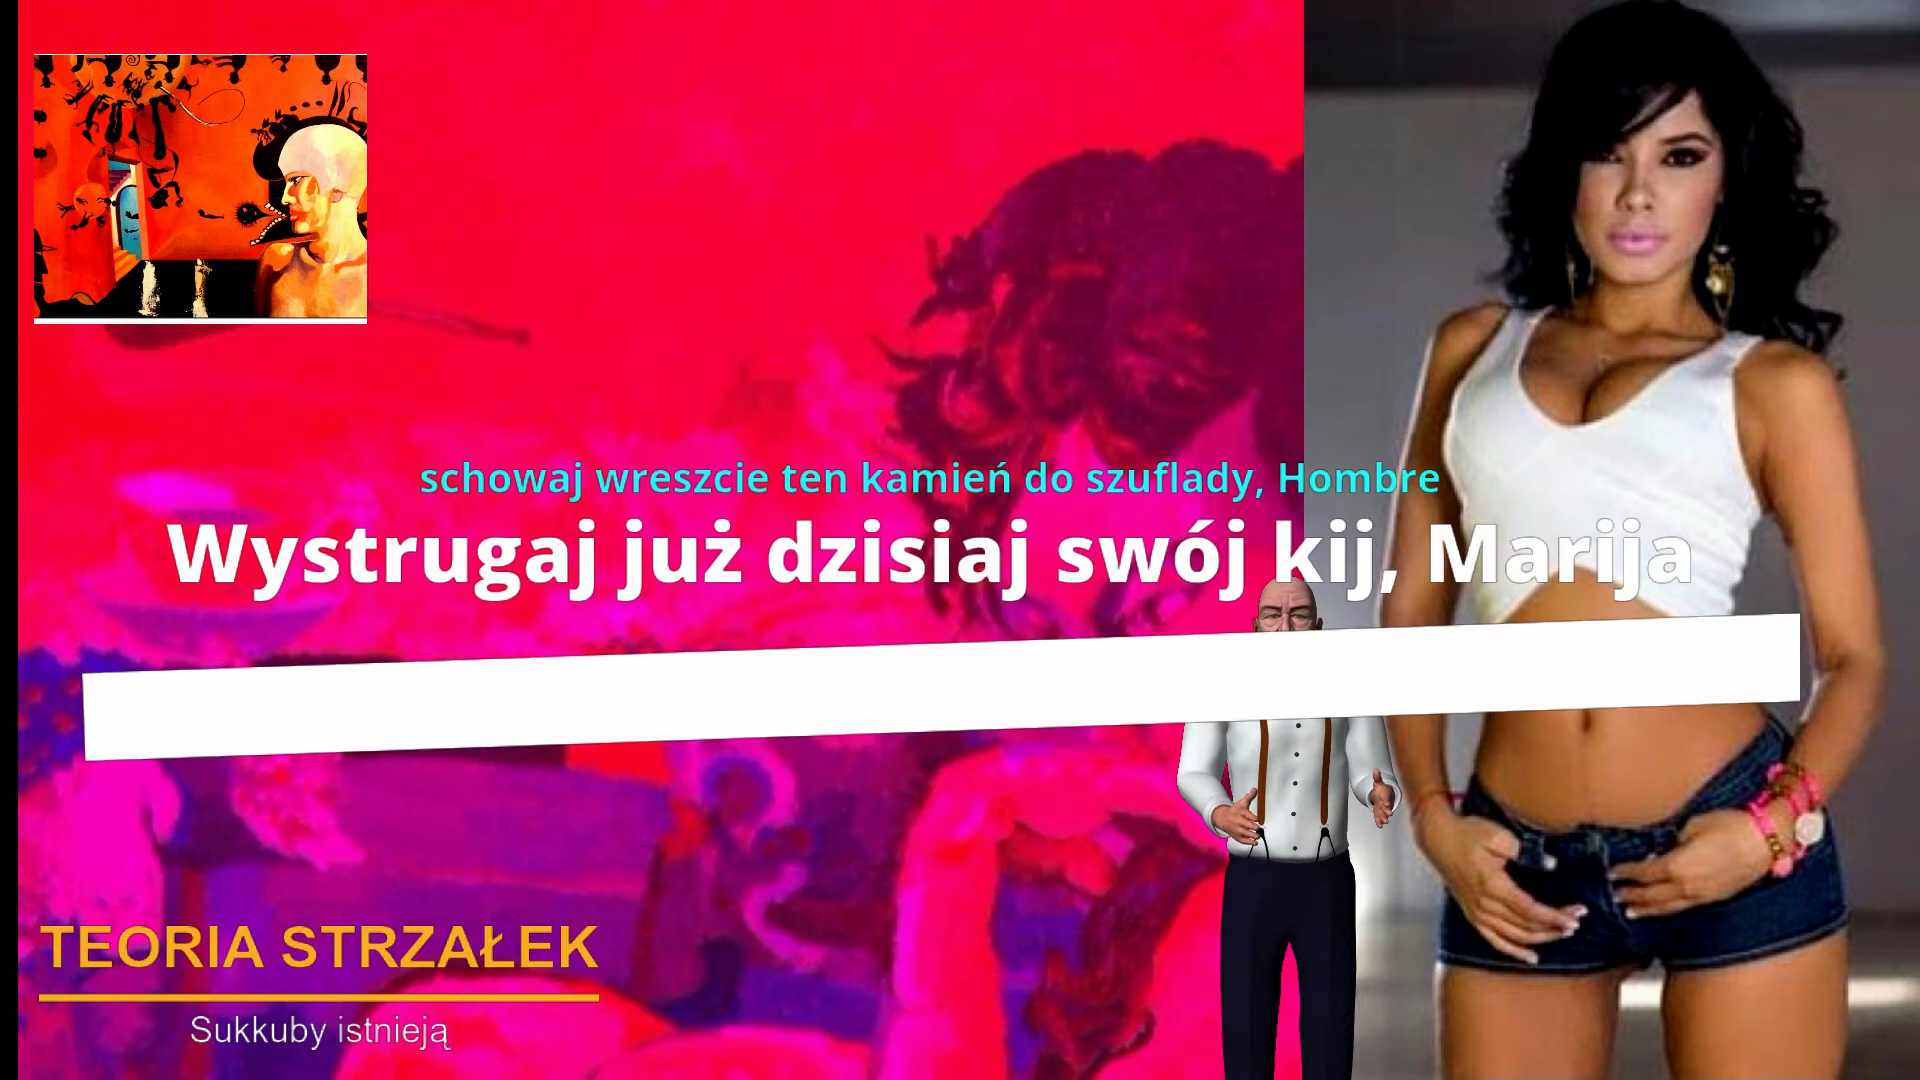 schowaj wreszcie ten kamień do szuflady, Hombre
Wystrugaj już dzisiaj swój kij, Marija
TEORIA STRZAŁEK
Sukkuby istnieją